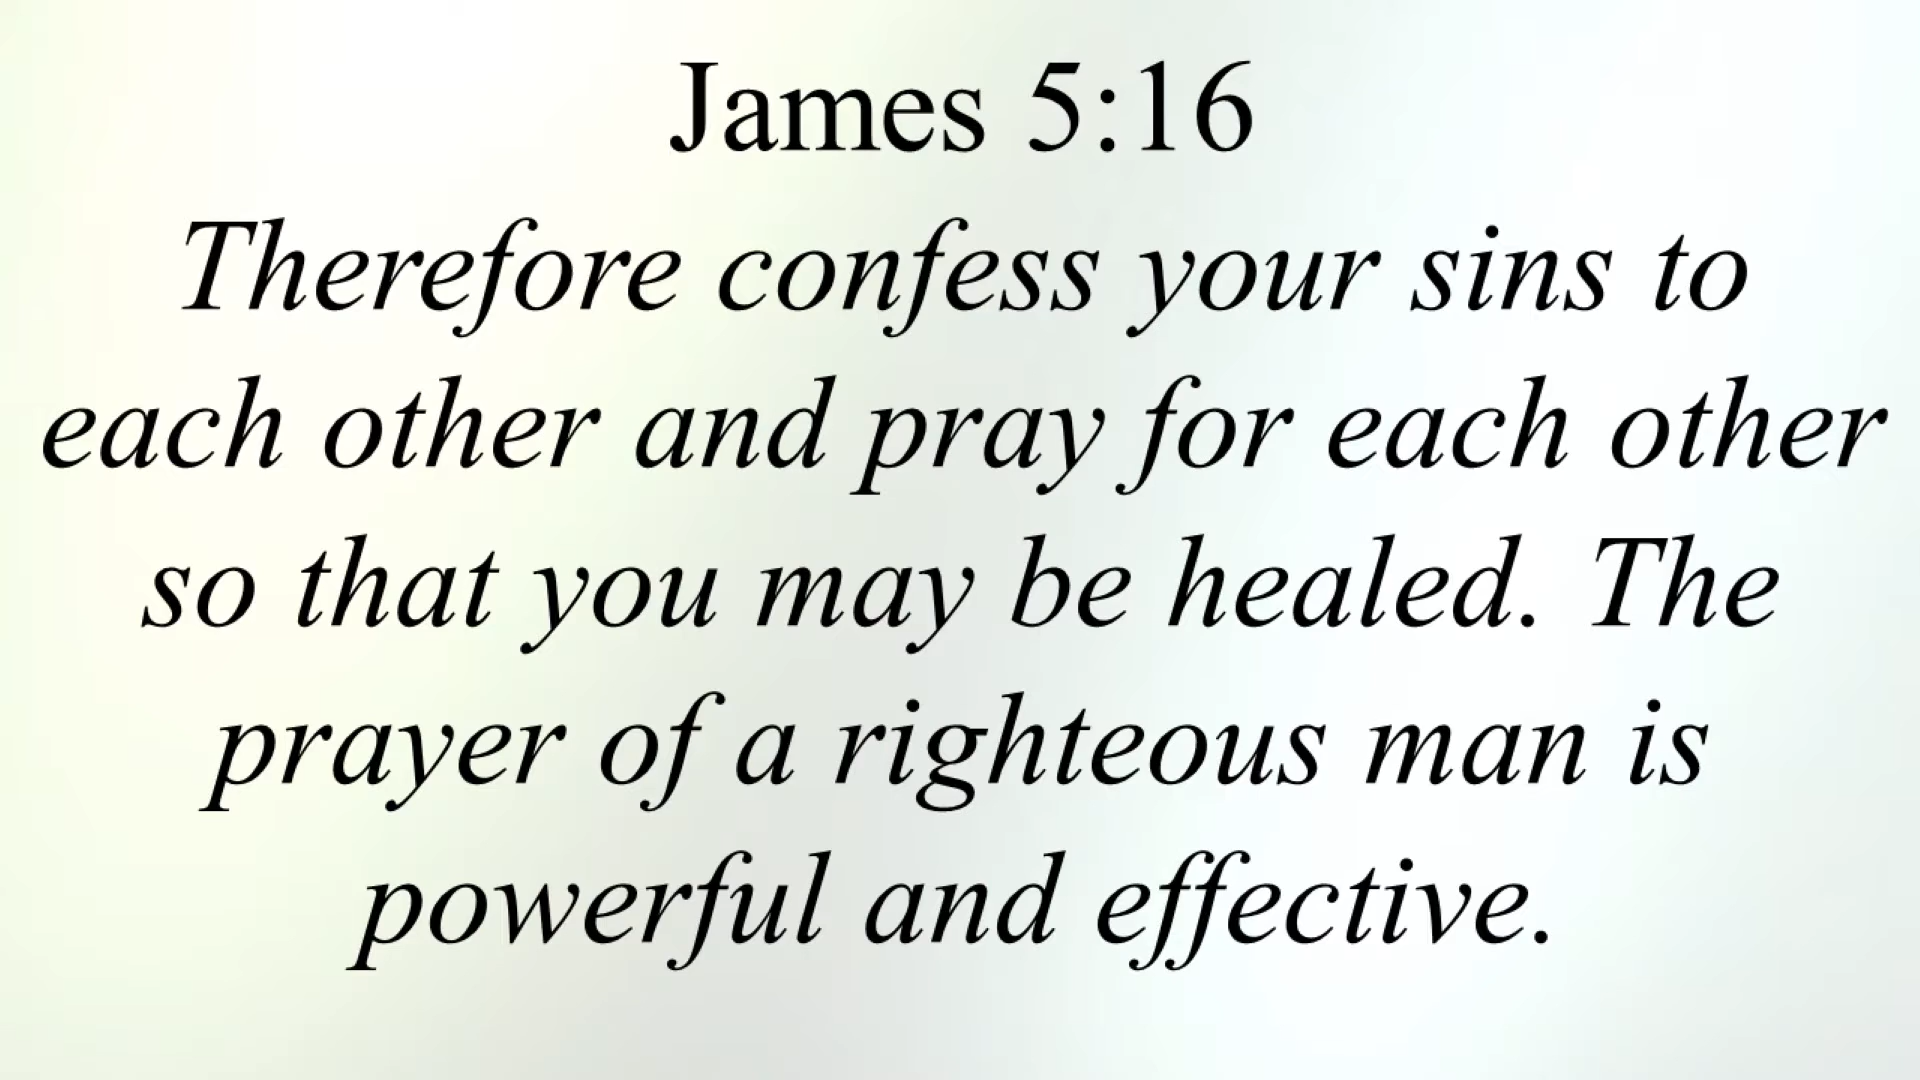 James 5:16
Therefore confess your sins to
each other and pray for each other
so that you may be healed. The
prayer of a righteous man is
powerful and effective.